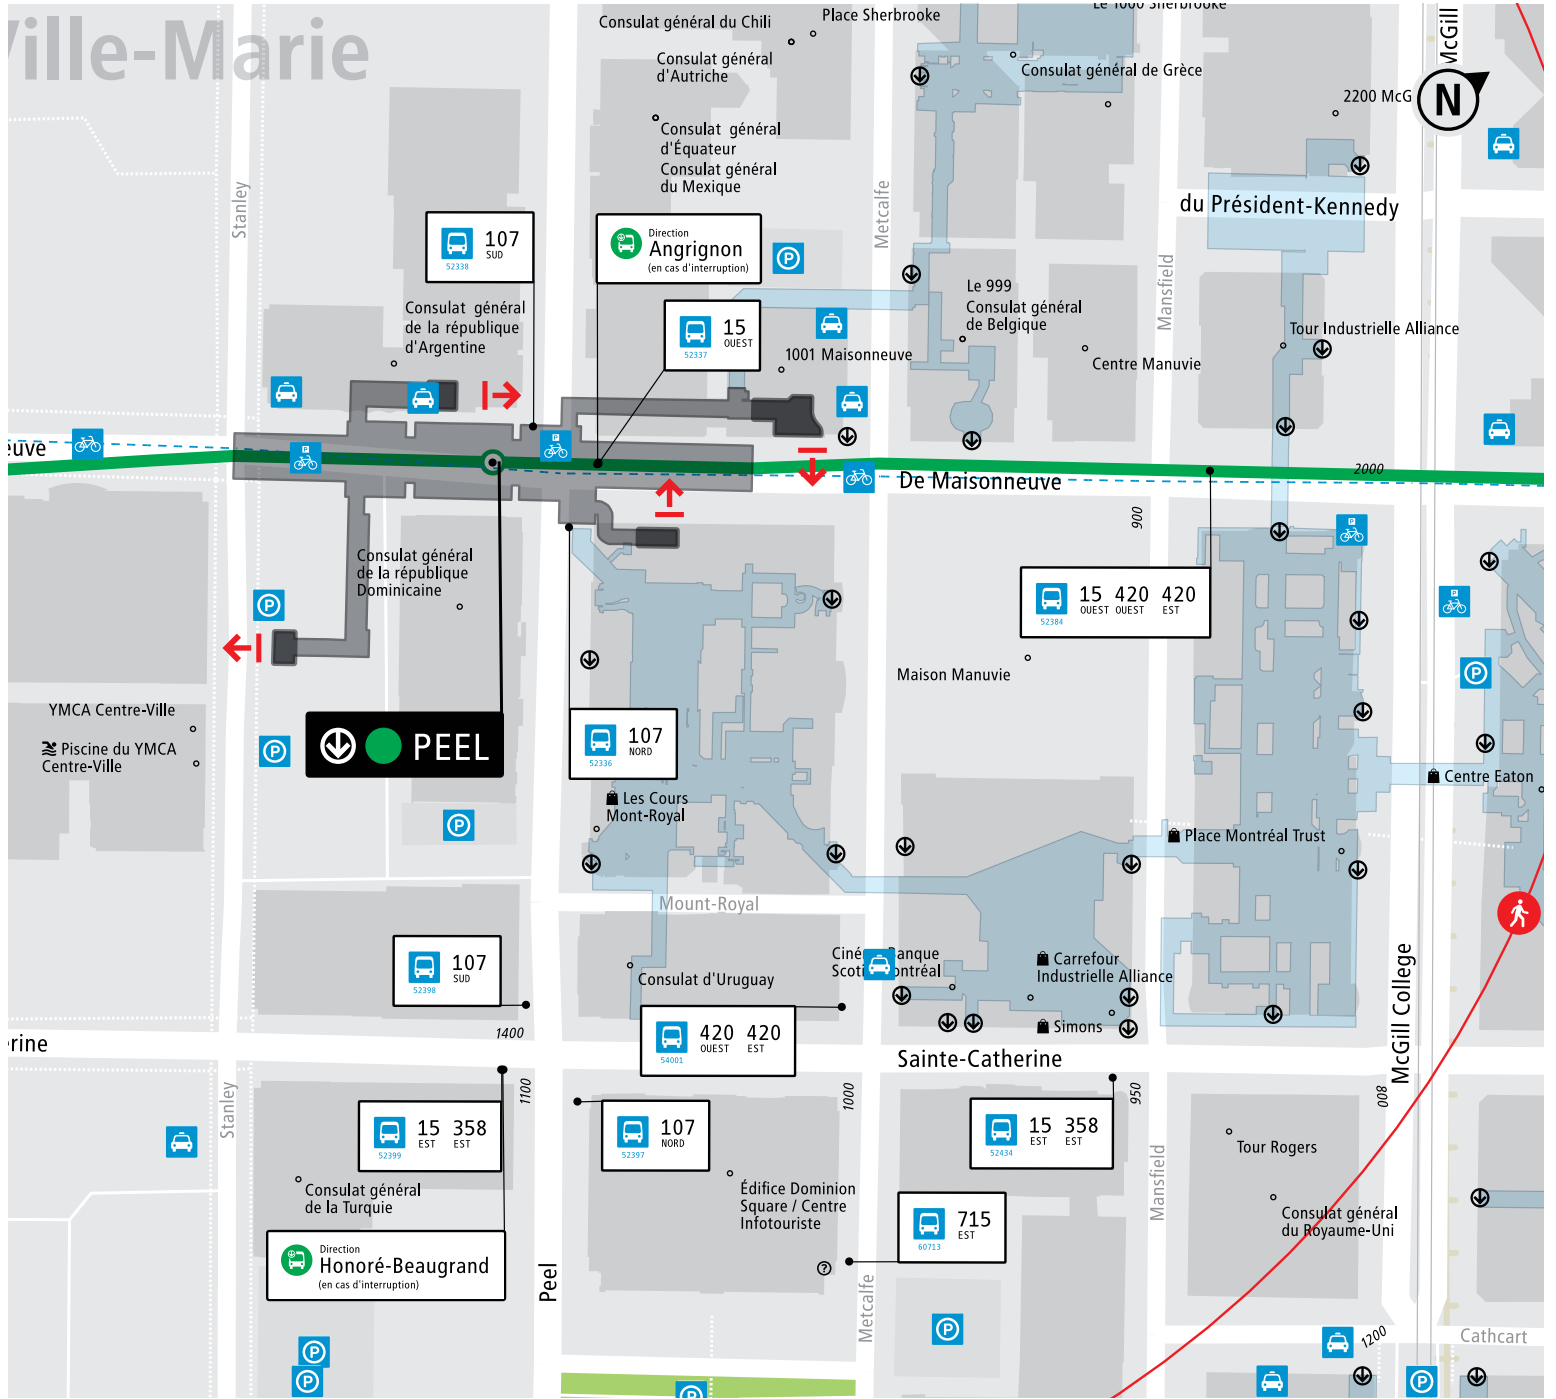 Ville-Marie
Consulat général du Chili
Place Sherbrooke
Le 1000 Sherbrooke
McGill
Consulat général
d'Autriche
Consulat général de Grèce
2200 McG
N
Consulat général
d'Équateur
Consulat général
du Mexique
Stanley
Metcalfe
du Président-Kennedy
107
SUD
52338
Direction
Angrignon
(en cas d'interruption)
P
Mansfield
Le 999
Consulat général
de Belgique
Consulat général
de la république
d'Argentine
15
OUEST
52337
1001 Maisonneuve
Centre Manuvie
Tour Industrielle Alliance
euve
P
P
De Maisonneuve
2000
900
P
Consulat général
de la république
Dominicaine
P
15 420 420
OUEST OUEST EST
52384
P
Maison Manuvie
P
YMCA Centre-Ville
Piscine du YMCA
Centre-Ville
P
PEEL
107
NORD
52336
Centre Eaton
Les Cours
Mont-Royal
P
Place Montréal Trust
Mount-Royal
107
SUD
52398
Consulat d'Uruguay
Carrefour
Industrielle Alliance
McGill College
Simons
420 420
OUEST EST
54001
1400
erine
Sainte-Catherine
Stanley
1100
1000
950
800
15 358
EST EST
52399
107
NORD
52397
15 358
EST EST
52434
Mansfield
Tour Rogers
Consulat général
de la Turquie
Édifice Dominion
Square / Centre
Infotouriste
?
715
EST
60713
Consulat général
du Royaume-Uni
Direction
Honoré-Beaugrand
(en cas d'interruption)
Peel
Metcalfe
P
P
P
P
P
1200
Cathcart